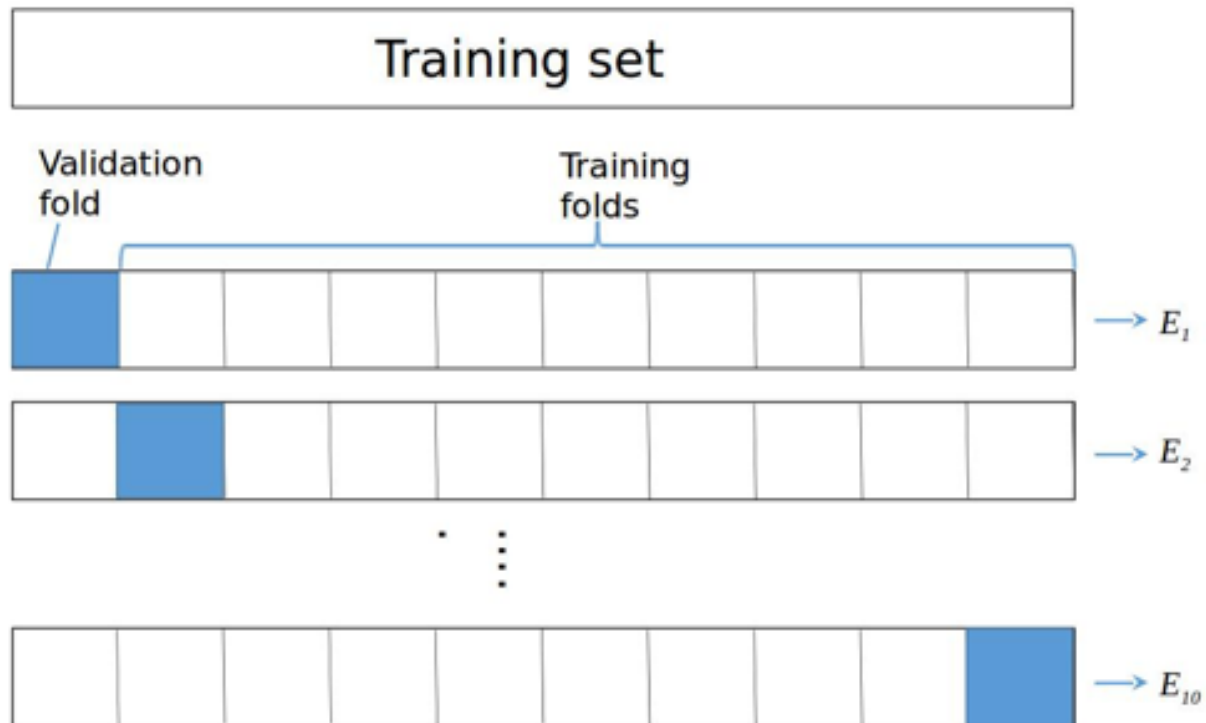 Training set
Validation
fold
Training
folds
E₁
E₂
E₁₀